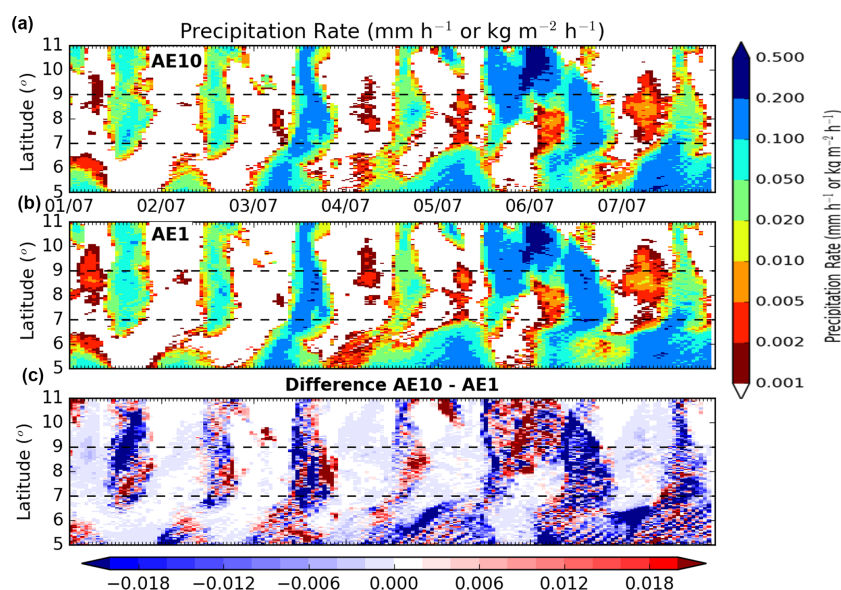 (a)
Precipitation Rate (mm h⁻¹ or kg m⁻² h⁻¹)
AE10
11
10
9
8
7
6
5
Latitude (°)
01/07 02/07 03/07 04/07 05/07 06/07 07/07
(b)
AE1
11
10
9
8
7
6
5
Latitude (°)
(c)
Difference AE10 - AE1
11
10
9
8
7
6
5
Latitude (°)
−0.018 −0.012 −0.006 0.000 0.006 0.012 0.018
0.500
0.200
0.100
0.050
0.020
0.010
0.005
0.002
0.001
Precipitation Rate (mm h⁻¹ or kg m⁻² h⁻¹)